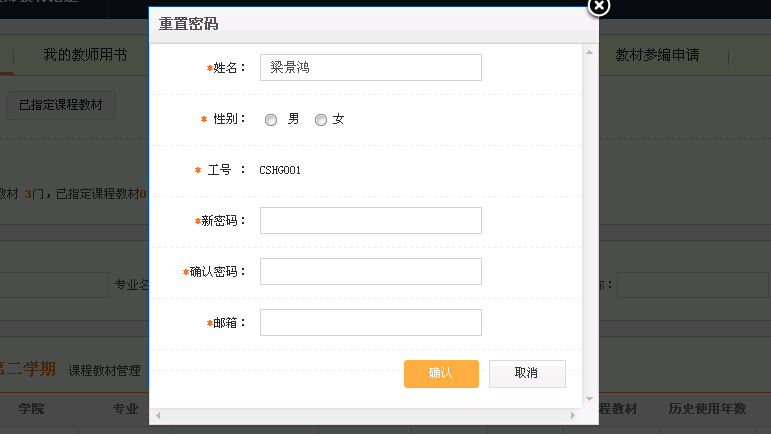 重置密码
我的教师用书
教材参编申请
*姓名： 梁景鸿
已指定课程教材
* 性别： 男 女
* 工号 ： CSHG001
教材 3门，已指定课程教材0
*新密码：
*确认密码：
专业名
*邮箱：
第二学期 课程教材管理
确认 取消
学院 专业 程教材 历史使用年数